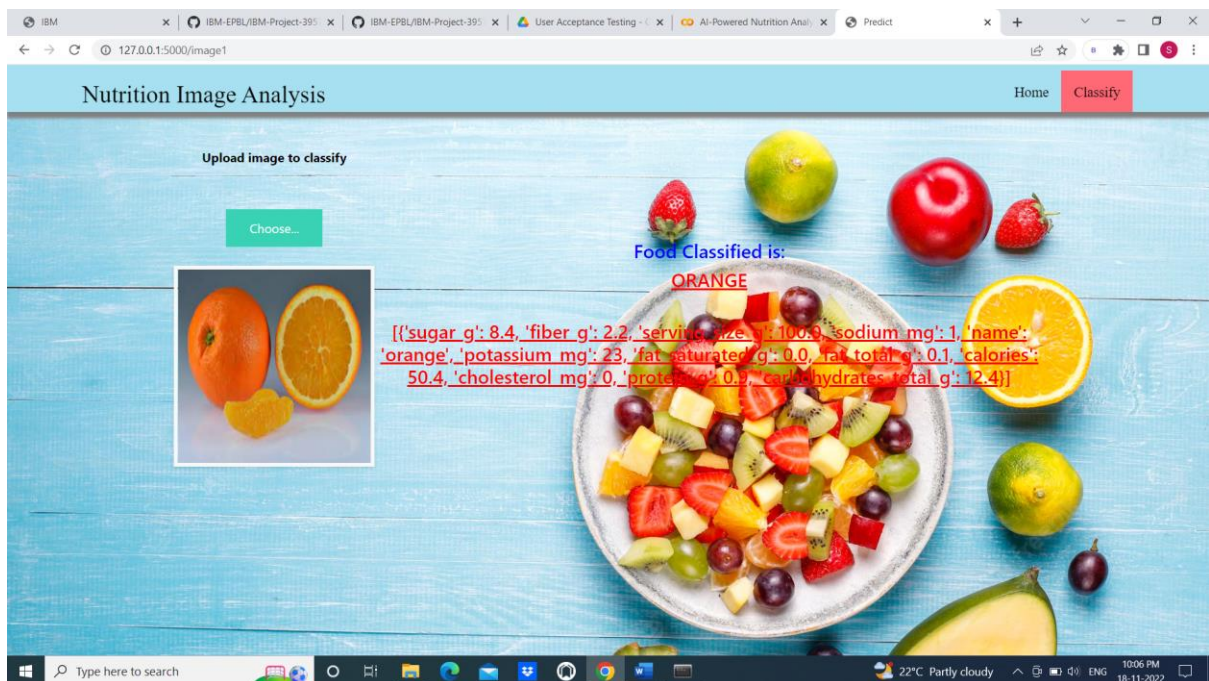 IBM
IBM-EPBL/IBM-Project-395
IBM-EPBL/IBM-Project-395
User Acceptance Testing -
AI-Powered Nutrition Analy
Predict
127.0.0.1:5000/image1
S
Nutrition Image Analysis
Home
Classify
Upload image to classify
Choose...
Food Classified is:
ORANGE
[{'sugar_g': 8.4, 'fiber_g': 2.2, 'serving_size_g': 100.0, 'sodium_mg': 1, 'name':
'orange', 'potassium_mg': 23, 'fat_saturated_g': 0.0, 'fat_total_g': 0.1, 'calories':
50.4, 'cholesterol_mg': 0, 'protein_g': 0.9, 'carbohydrates_total_g': 12.4}]
Type here to search
22°C Partly cloudy
ENG
10:06 PM
18-11-2022